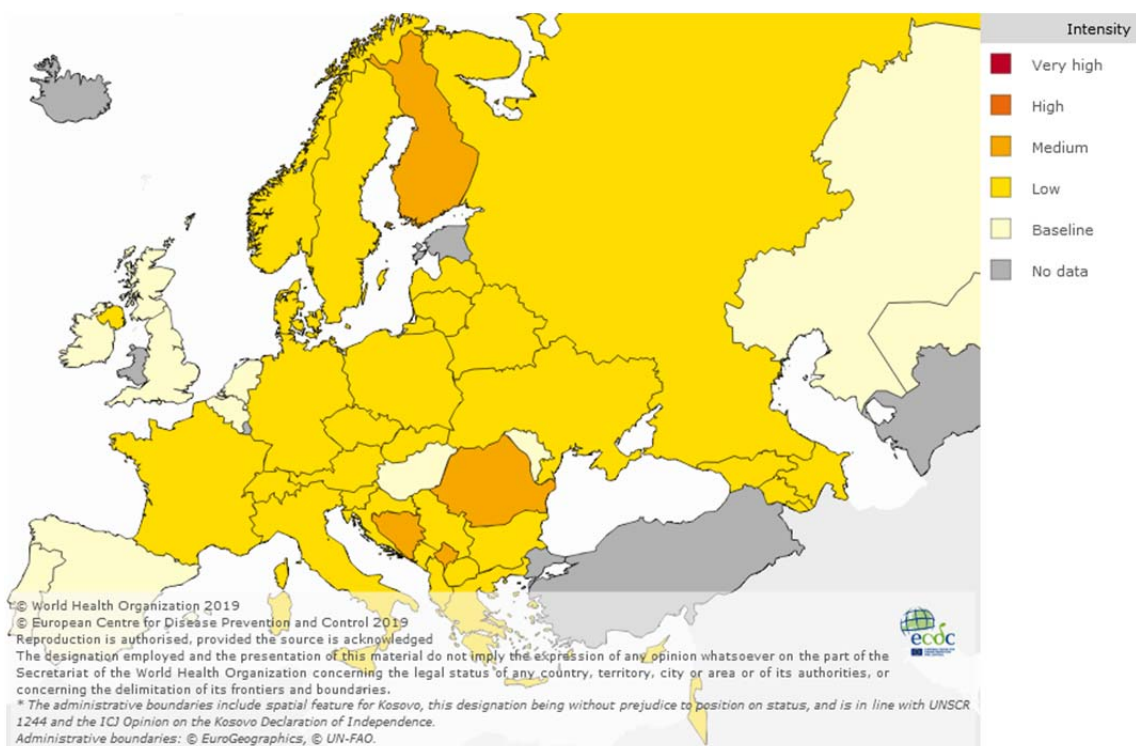 Intensity
Very high
High
Medium
Low
Baseline
No data
© World Health Organization 2019
© European Centre for Disease Prevention and Control 2019
Reproduction is authorised, provided the source is acknowledged
The designation employed and the presentation of this material do not imply the expression of any opinion whatsoever on the part of the
Secretariat of the World Health Organization concerning the legal status of any country, territory, city or area or of its authorities, or
concerning the delimitation of its frontiers and boundaries.
* The administrative boundaries include spatial feature for Kosovo, this designation being without prejudice to position on status, and is in line with UNSCR
1244 and the ICJ Opinion on the Kosovo Declaration of Independence.
Administrative boundaries: © EuroGeographics, © UN-FAO.
ecdc